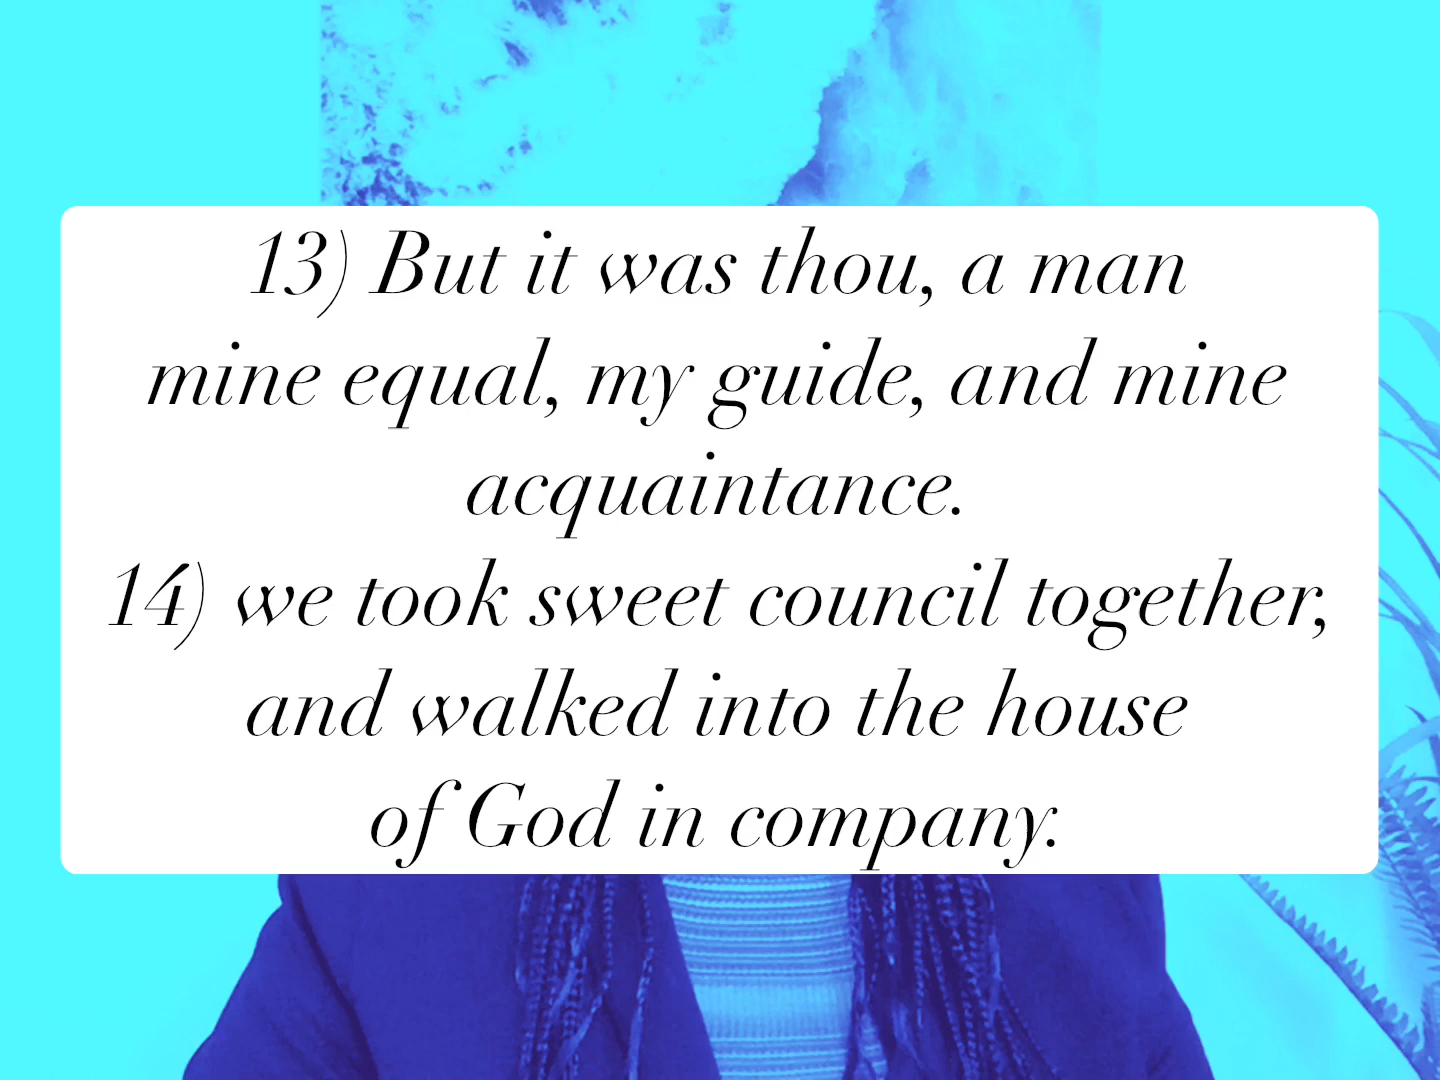 13) But it was thou, a man
mine equal, my guide, and mine
acquaintance.
14) we took sweet council together,
and walked into the house
of God in company.